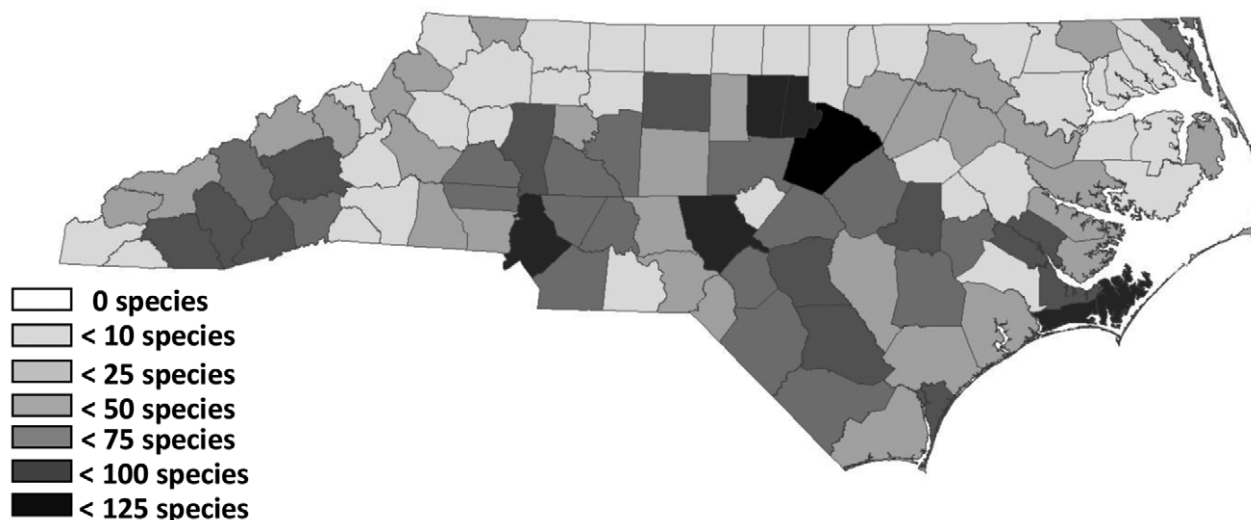 0 species
< 10 species
< 25 species
< 50 species
< 75 species
< 100 species
< 125 species